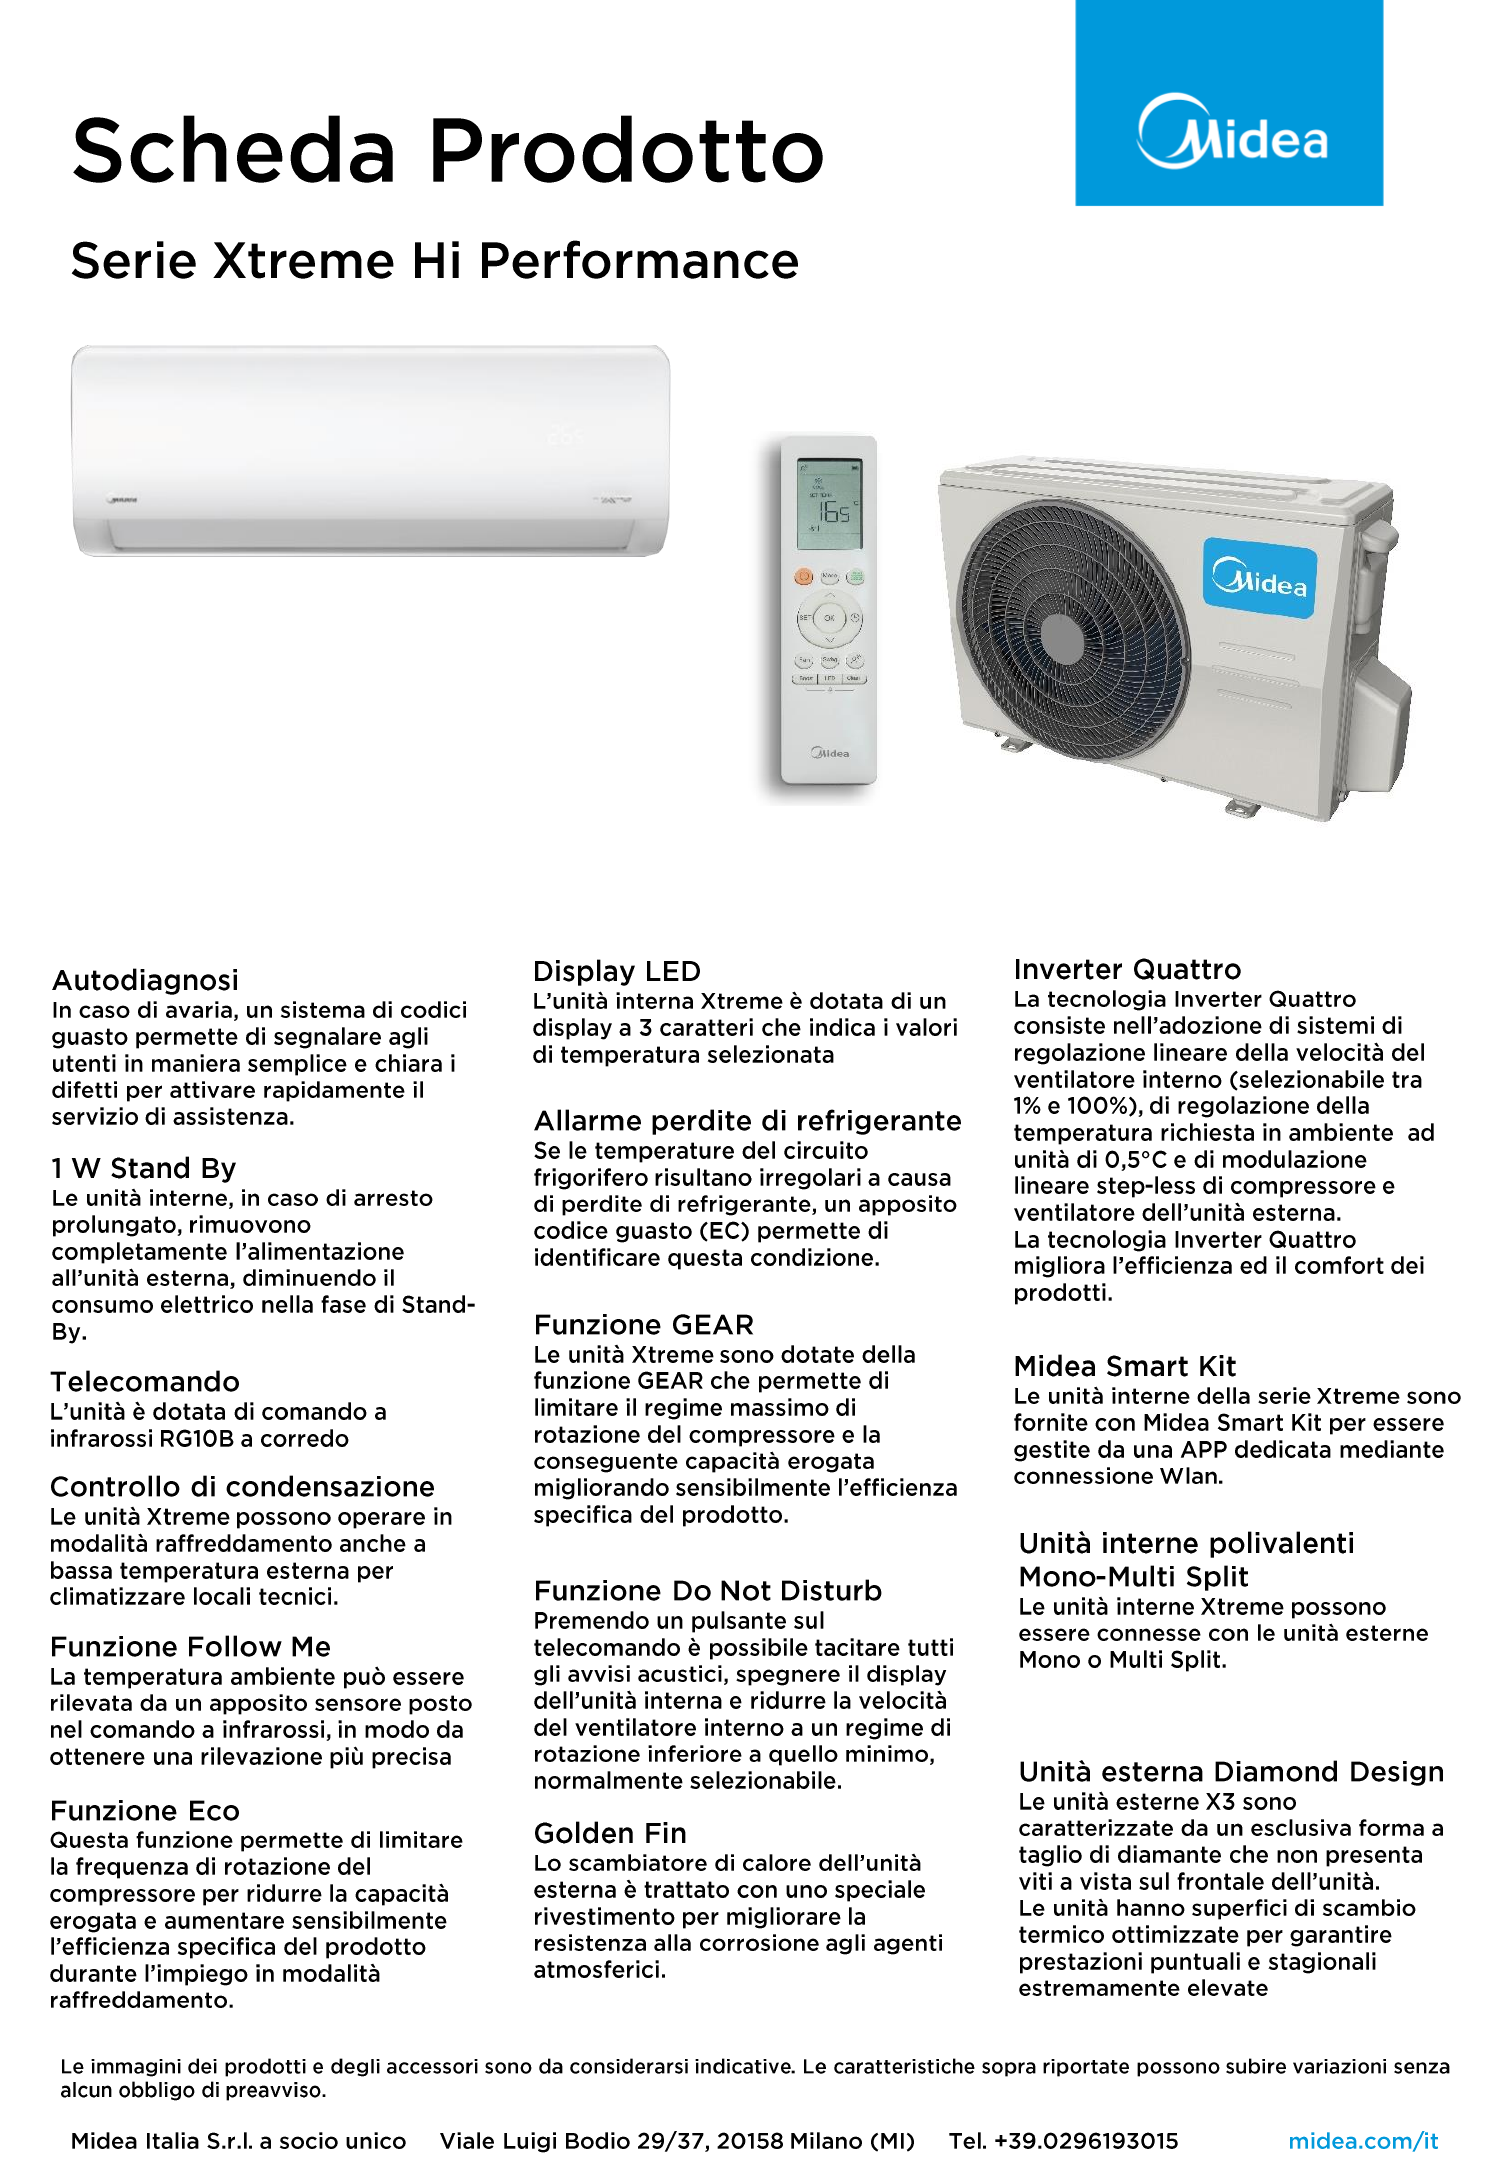 Scheda Prodotto
Midea
Serie Xtreme Hi Performance
16.5
SET
OK
Fan
Swing
Boost
LED
Clean
Midea
Midea
Autodiagnosi
In caso di avaria, un sistema di codici
guasto permette di segnalare agli
utenti in maniera semplice e chiara i
difetti per attivare rapidamente il
servizio di assistenza.
1 W Stand By
Le unità interne, in caso di arresto
prolungato, rimuovono
completamente l’alimentazione
all’unità esterna, diminuendo il
consumo elettrico nella fase di Stand-
By.
Telecomando
L’unità è dotata di comando a
infrarossi RG10B a corredo
Controllo di condensazione
Le unità Xtreme possono operare in
modalità raffreddamento anche a
bassa temperatura esterna per
climatizzare locali tecnici.
Funzione Follow Me
La temperatura ambiente può essere
rilevata da un apposito sensore posto
nel comando a infrarossi, in modo da
ottenere una rilevazione più precisa
Funzione Eco
Questa funzione permette di limitare
la frequenza di rotazione del
compressore per ridurre la capacità
erogata e aumentare sensibilmente
l’efficienza specifica del prodotto
durante l’impiego in modalità
raffreddamento.
Display LED
L’unità interna Xtreme è dotata di un
display a 3 caratteri che indica i valori
di temperatura selezionata
Allarme perdite di refrigerante
Se le temperature del circuito
frigorifero risultano irregolari a causa
di perdite di refrigerante, un apposito
codice guasto (EC) permette di
identificare questa condizione.
Funzione GEAR
Le unità Xtreme sono dotate della
funzione GEAR che permette di
limitare il regime massimo di
rotazione del compressore e la
conseguente capacità erogata
migliorando sensibilmente l’efficienza
specifica del prodotto.
Funzione Do Not Disturb
Premendo un pulsante sul
telecomando è possibile tacitare tutti
gli avvisi acustici, spegnere il display
dell’unità interna e ridurre la velocità
del ventilatore interno a un regime di
rotazione inferiore a quello minimo,
normalmente selezionabile.
Golden Fin
Lo scambiatore di calore dell’unità
esterna è trattato con uno speciale
rivestimento per migliorare la
resistenza alla corrosione agli agenti
atmosferici.
Inverter Quattro
La tecnologia Inverter Quattro
consiste nell’adozione di sistemi di
regolazione lineare della velocità del
ventilatore interno (selezionabile tra
1% e 100%), di regolazione della
temperatura richiesta in ambiente ad
unità di 0,5°C e di modulazione
lineare step-less di compressore e
ventilatore dell’unità esterna.
La tecnologia Inverter Quattro
migliora l’efficienza ed il comfort dei
prodotti.
Midea Smart Kit
Le unità interne della serie Xtreme sono
fornite con Midea Smart Kit per essere
gestite da una APP dedicata mediante
connessione Wlan.
Unità interne polivalenti
Mono-Multi Split
Le unità interne Xtreme possono
essere connesse con le unità esterne
Mono o Multi Split.
Unità esterna Diamond Design
Le unità esterne X3 sono
caratterizzate da un esclusiva forma a
taglio di diamante che non presenta
viti a vista sul frontale dell’unità.
Le unità hanno superfici di scambio
termico ottimizzate per garantire
prestazioni puntuali e stagionali
estremamente elevate
Le immagini dei prodotti e degli accessori sono da considerarsi indicative. Le caratteristiche sopra riportate possono subire variazioni senza
alcun obbligo di preavviso.
Midea Italia S.r.l. a socio unico Viale Luigi Bodio 29/37, 20158 Milano (MI) Tel. +39.0296193015 midea.com/it